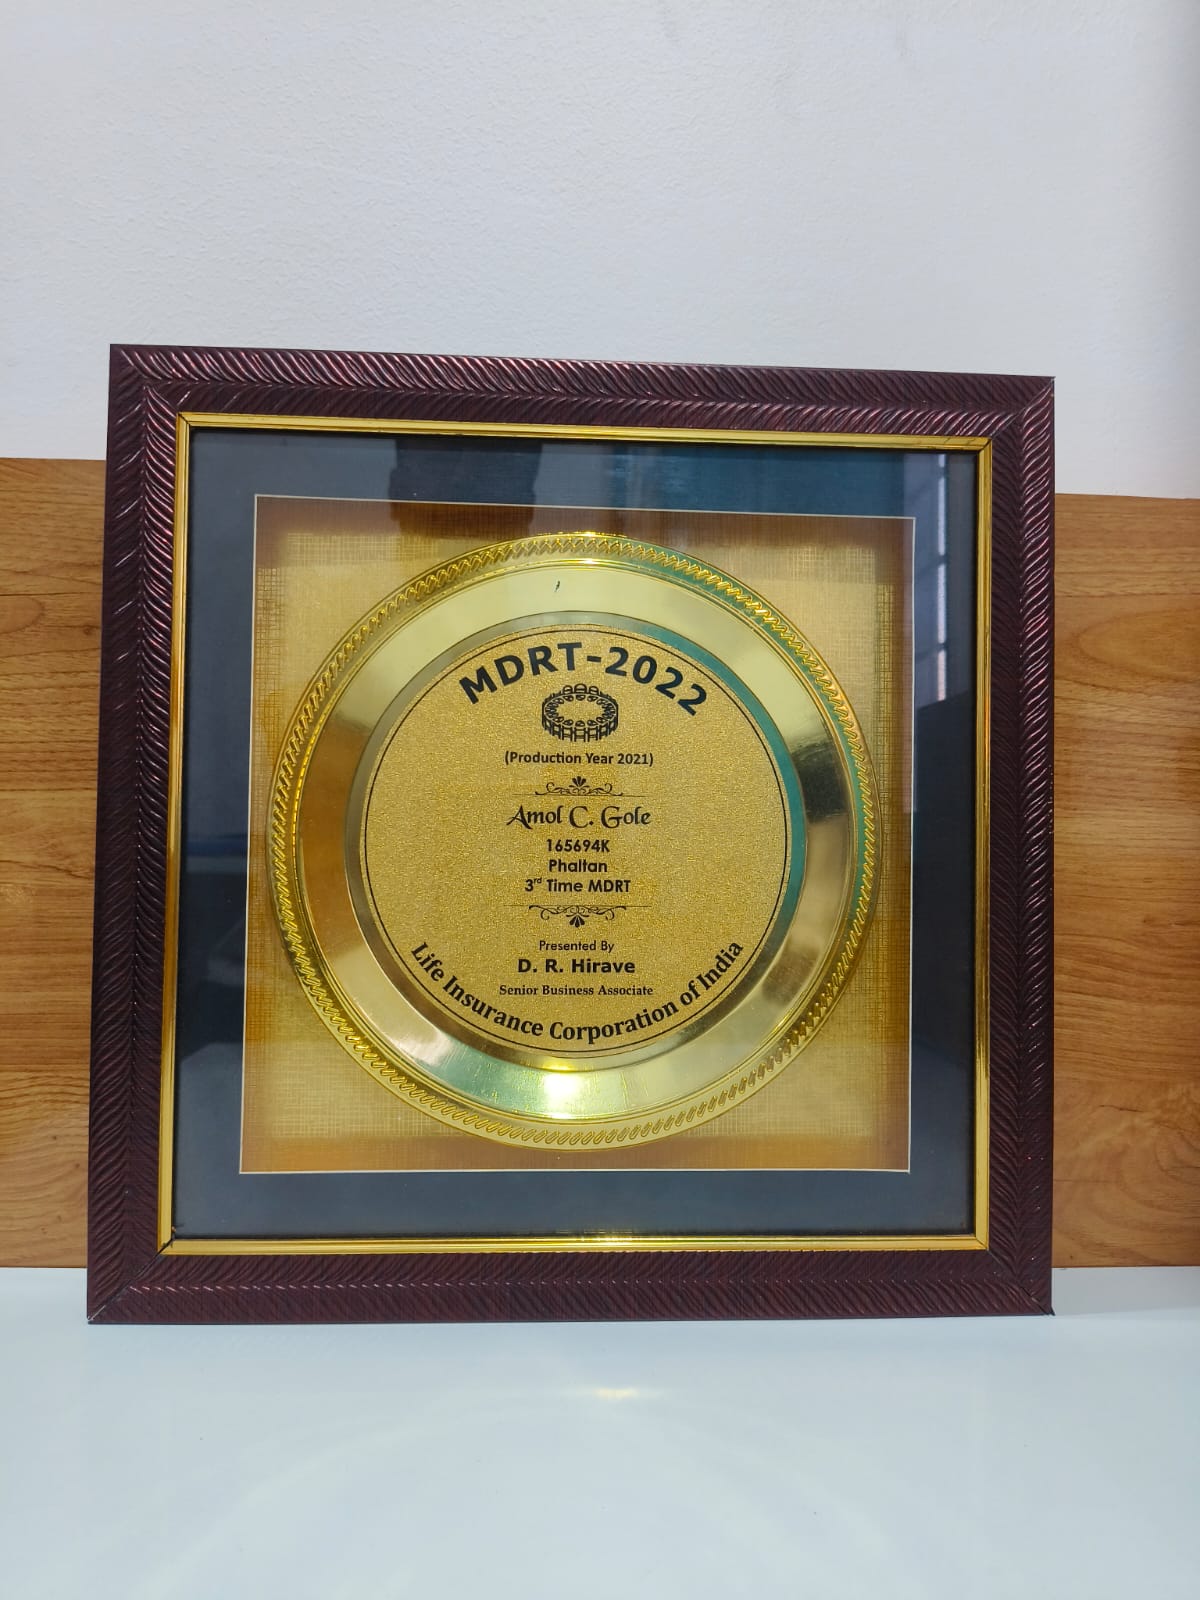 MDRT-2022
(Production Year 2021)
Amol C. Gole
165694K
Phaltan
3rd Time MDRT
Presented By
D. R. Hirave
Senior Business Associate
Life Insurance Corporation of India